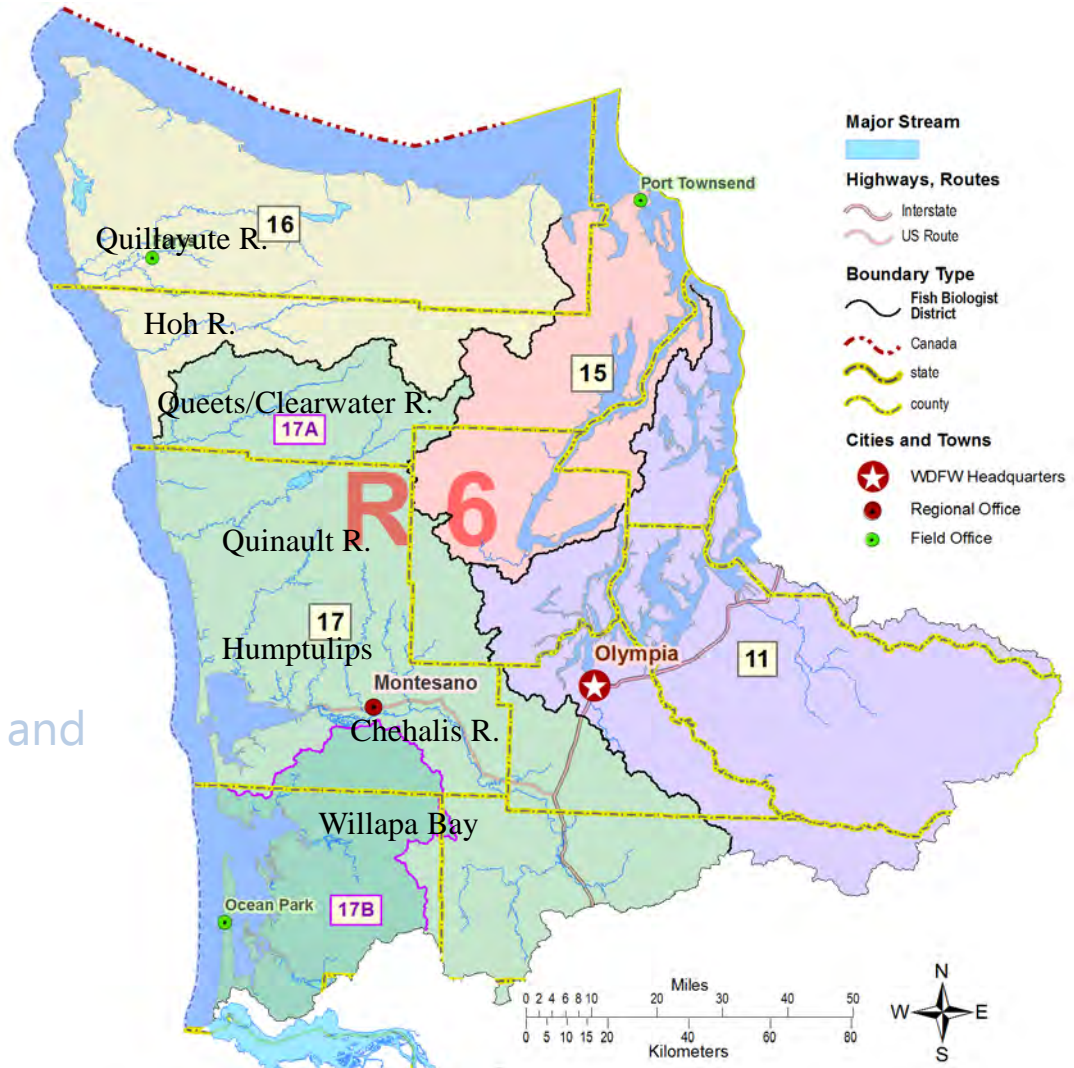 Port Townsend
16
Quillayute R.
Forks
Hoh R.
15
Queets/Clearwater R.
17A
R 6
Quinault R.
17
Humptulips
Olympia
11
Montesano
and
Chehalis R.
Willapa Bay
Ocean Park
17B
Major Stream
Highways, Routes
Interstate
US Route
Boundary Type
Fish Biologist
District
Canada
state
county
Cities and Towns
WDFW Headquarters
Regional Office
Field Office
Miles
0 2 4 6 8 10 20 30 40 50
0 5 10 15 20 40 60 80
Kilometers
N
W E
S